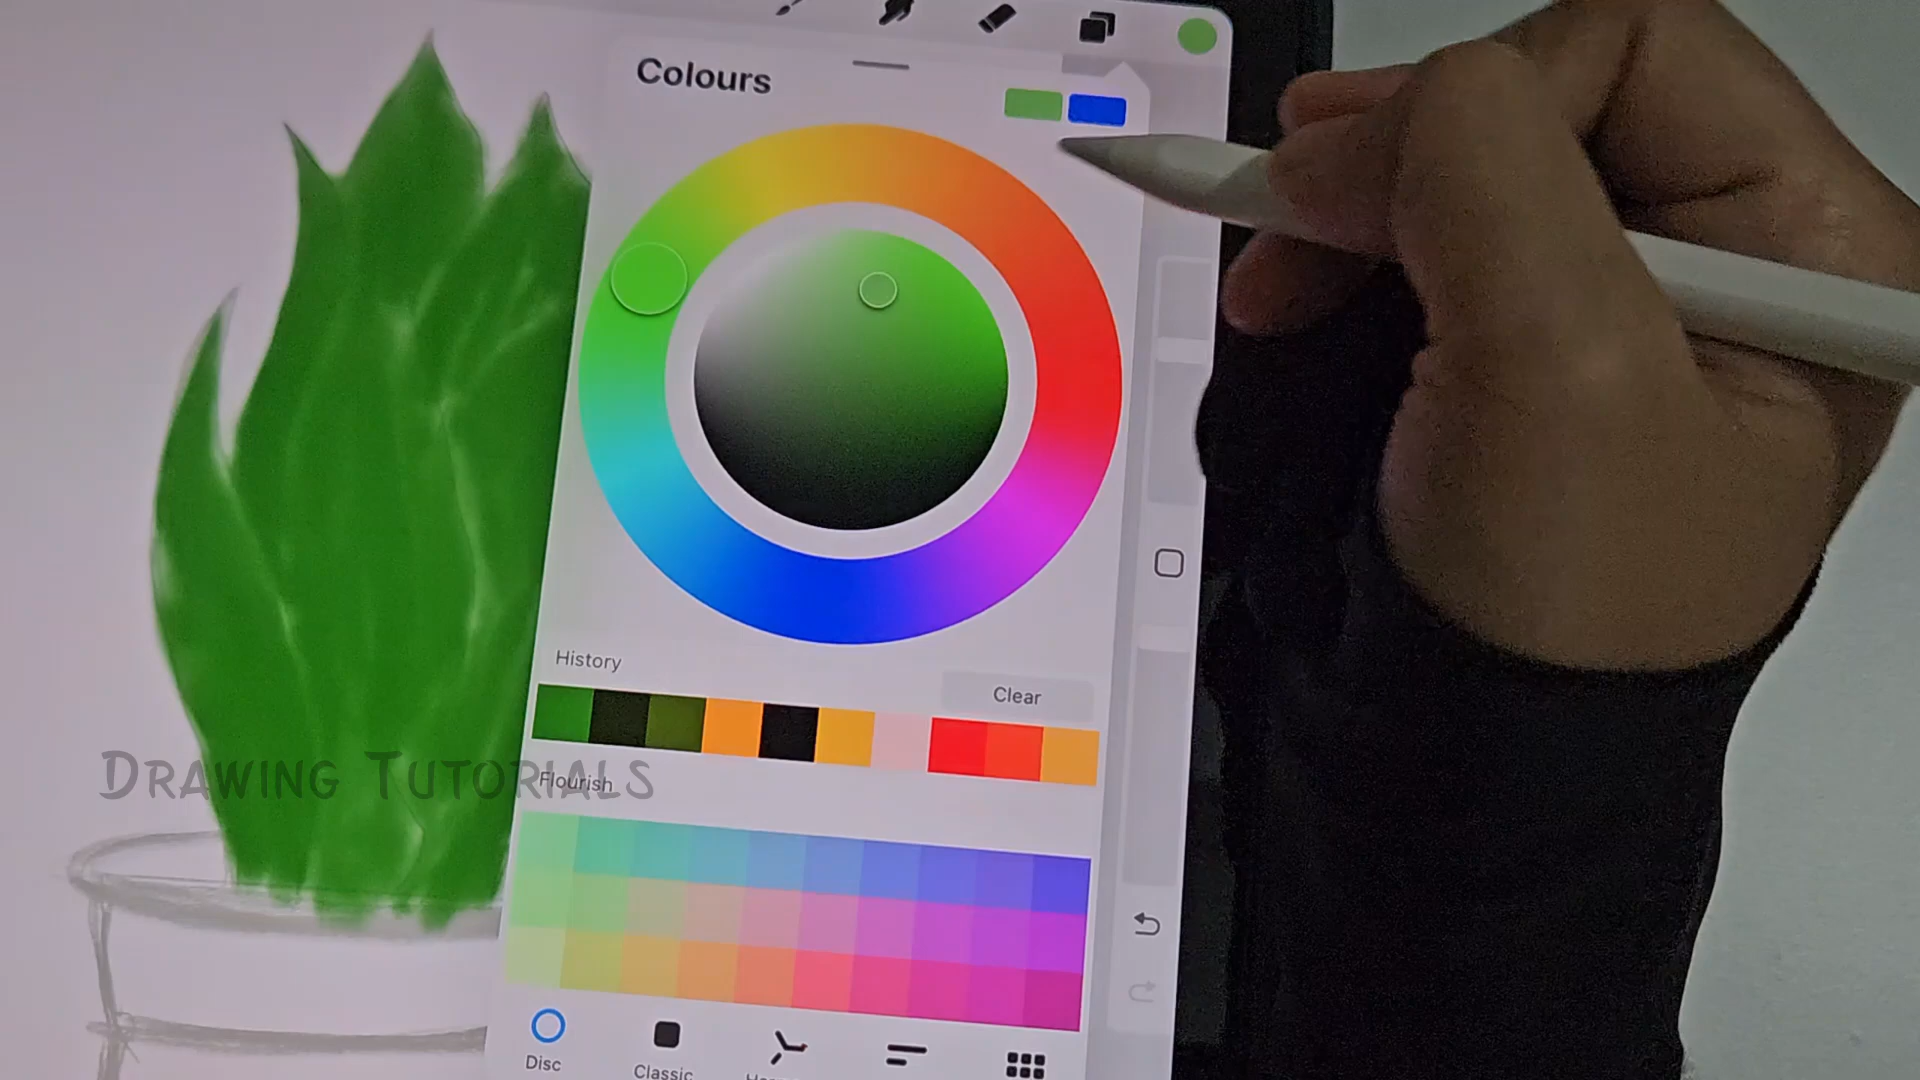 Colours
History
Clear
DRAWING TUTORIALS
Flourish
Disc
Classic